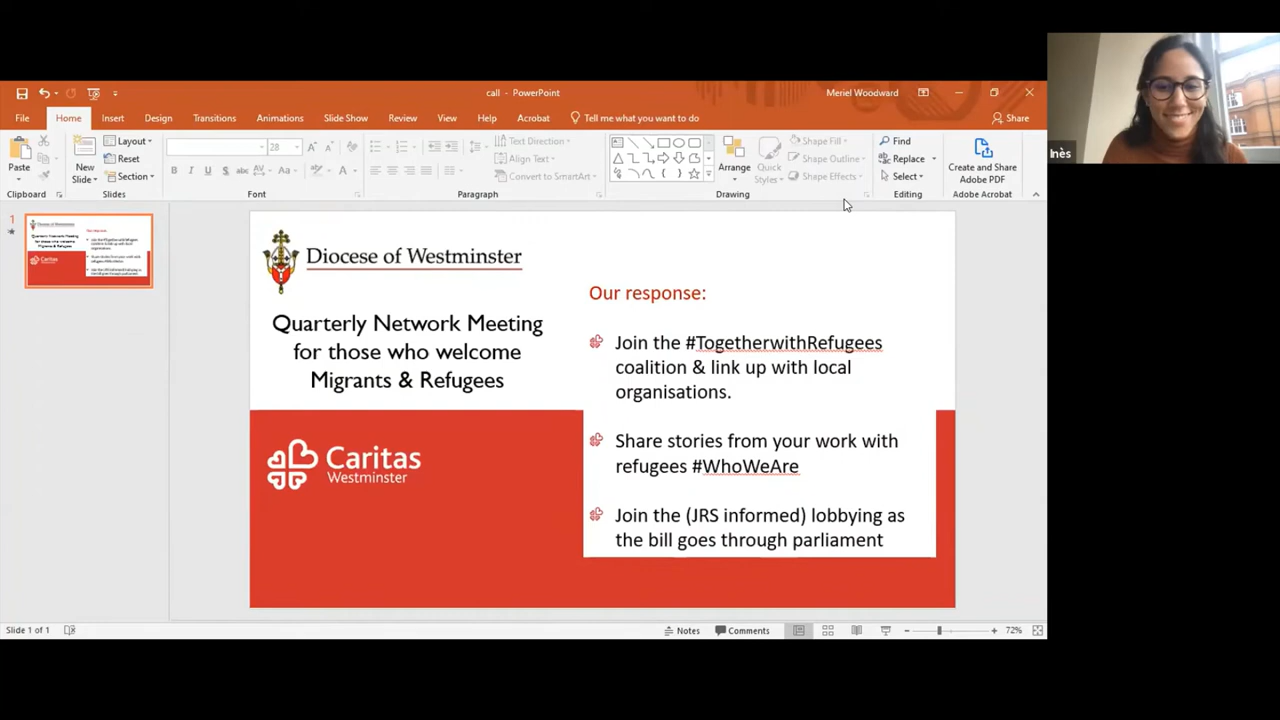 call - PowerPoint
Meriel Woodward
File Home Insert Design Transitions Animations Slide Show Review View Help Acrobat Tell me what you want to do Share
Paste
New
Slide
Layout
Reset
Section
28
B I U S abc AV Aa A
Text Direction
Align Text
Convert to SmartArt
Arrange
Quick
Styles
Shape Fill
Shape Outline
Shape Effects
Find
Replace
Select
Create and Share
Adobe PDF
Clipboard Slides Font Paragraph Drawing Editing Adobe Acrobat
Inès
1
Diocese of Westminster
Quarterly Network Meeting
for those who welcome
Migrants & Refugees
Caritas
Westminster
Our response:
Join the #TogetherwithRefugees
coalition & link up with local
organisations.
Share stories from your work with
refugees #WhoWeAre
Join the (JRS informed) lobbying as
the bill goes through parliament
Slide 1 of 1
Notes Comments 72%